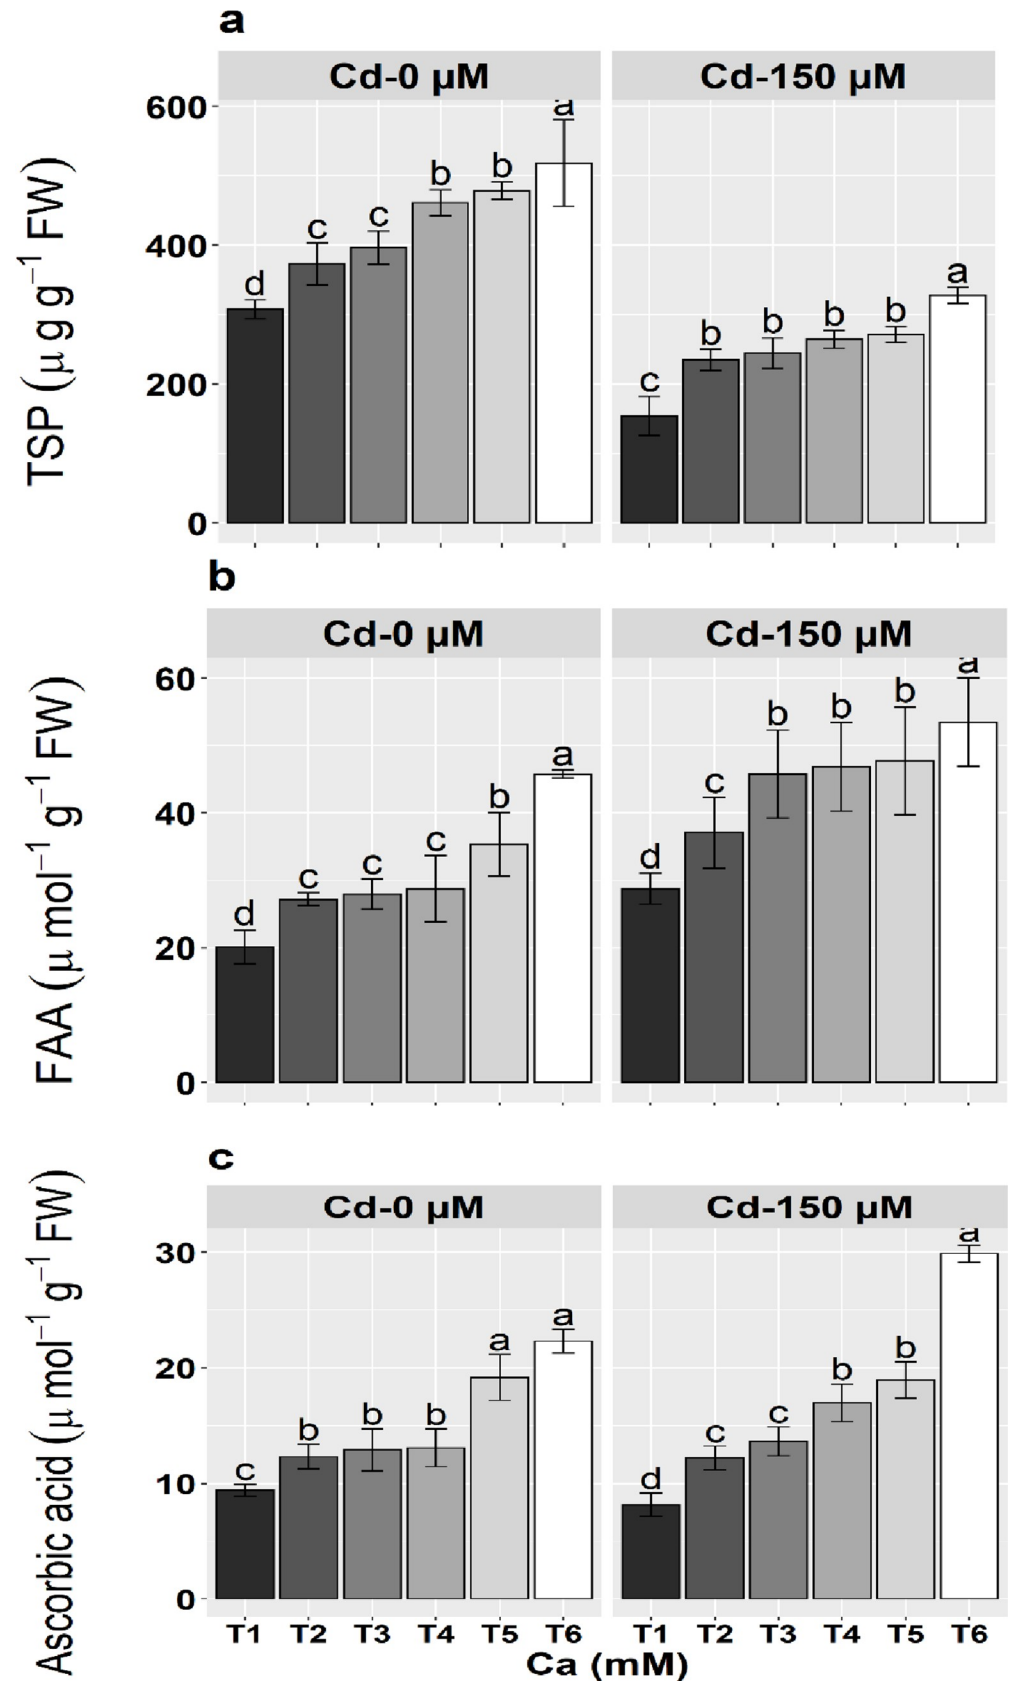 a
Cd-0 µM Cd-150 µM
TSP (µ g g⁻¹ FW)
600
400
200
0
d c c b b a
c b b b b a
b
Cd-0 µM Cd-150 µM
FAA (µ mol⁻¹ g⁻¹ FW)
60
40
20
0
d c c c b a
d c b b b a
c
Cd-0 µM Cd-150 µM
Ascorbic acid (µ mol⁻¹ g⁻¹ FW)
30
20
10
0
c b b b a a
d c c b b a
T1 T2 T3 T4 T5 T6 T1 T2 T3 T4 T5 T6
Ca (mM)